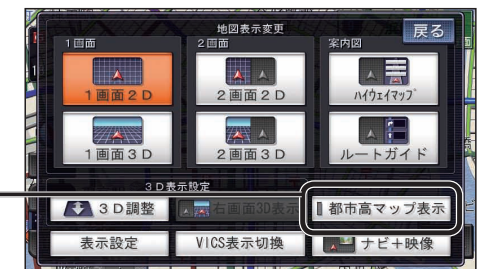 地図表示変更
戻る
1画面
2画面
案内図
1画面2D
2画面2D
ハイウェイマップ
1画面3D
2画面3D
ルートガイド
3D表示設定
3D調整
右画面3D表示
都市高マップ表示
表示設定
VICS表示切換
ナビ+映像